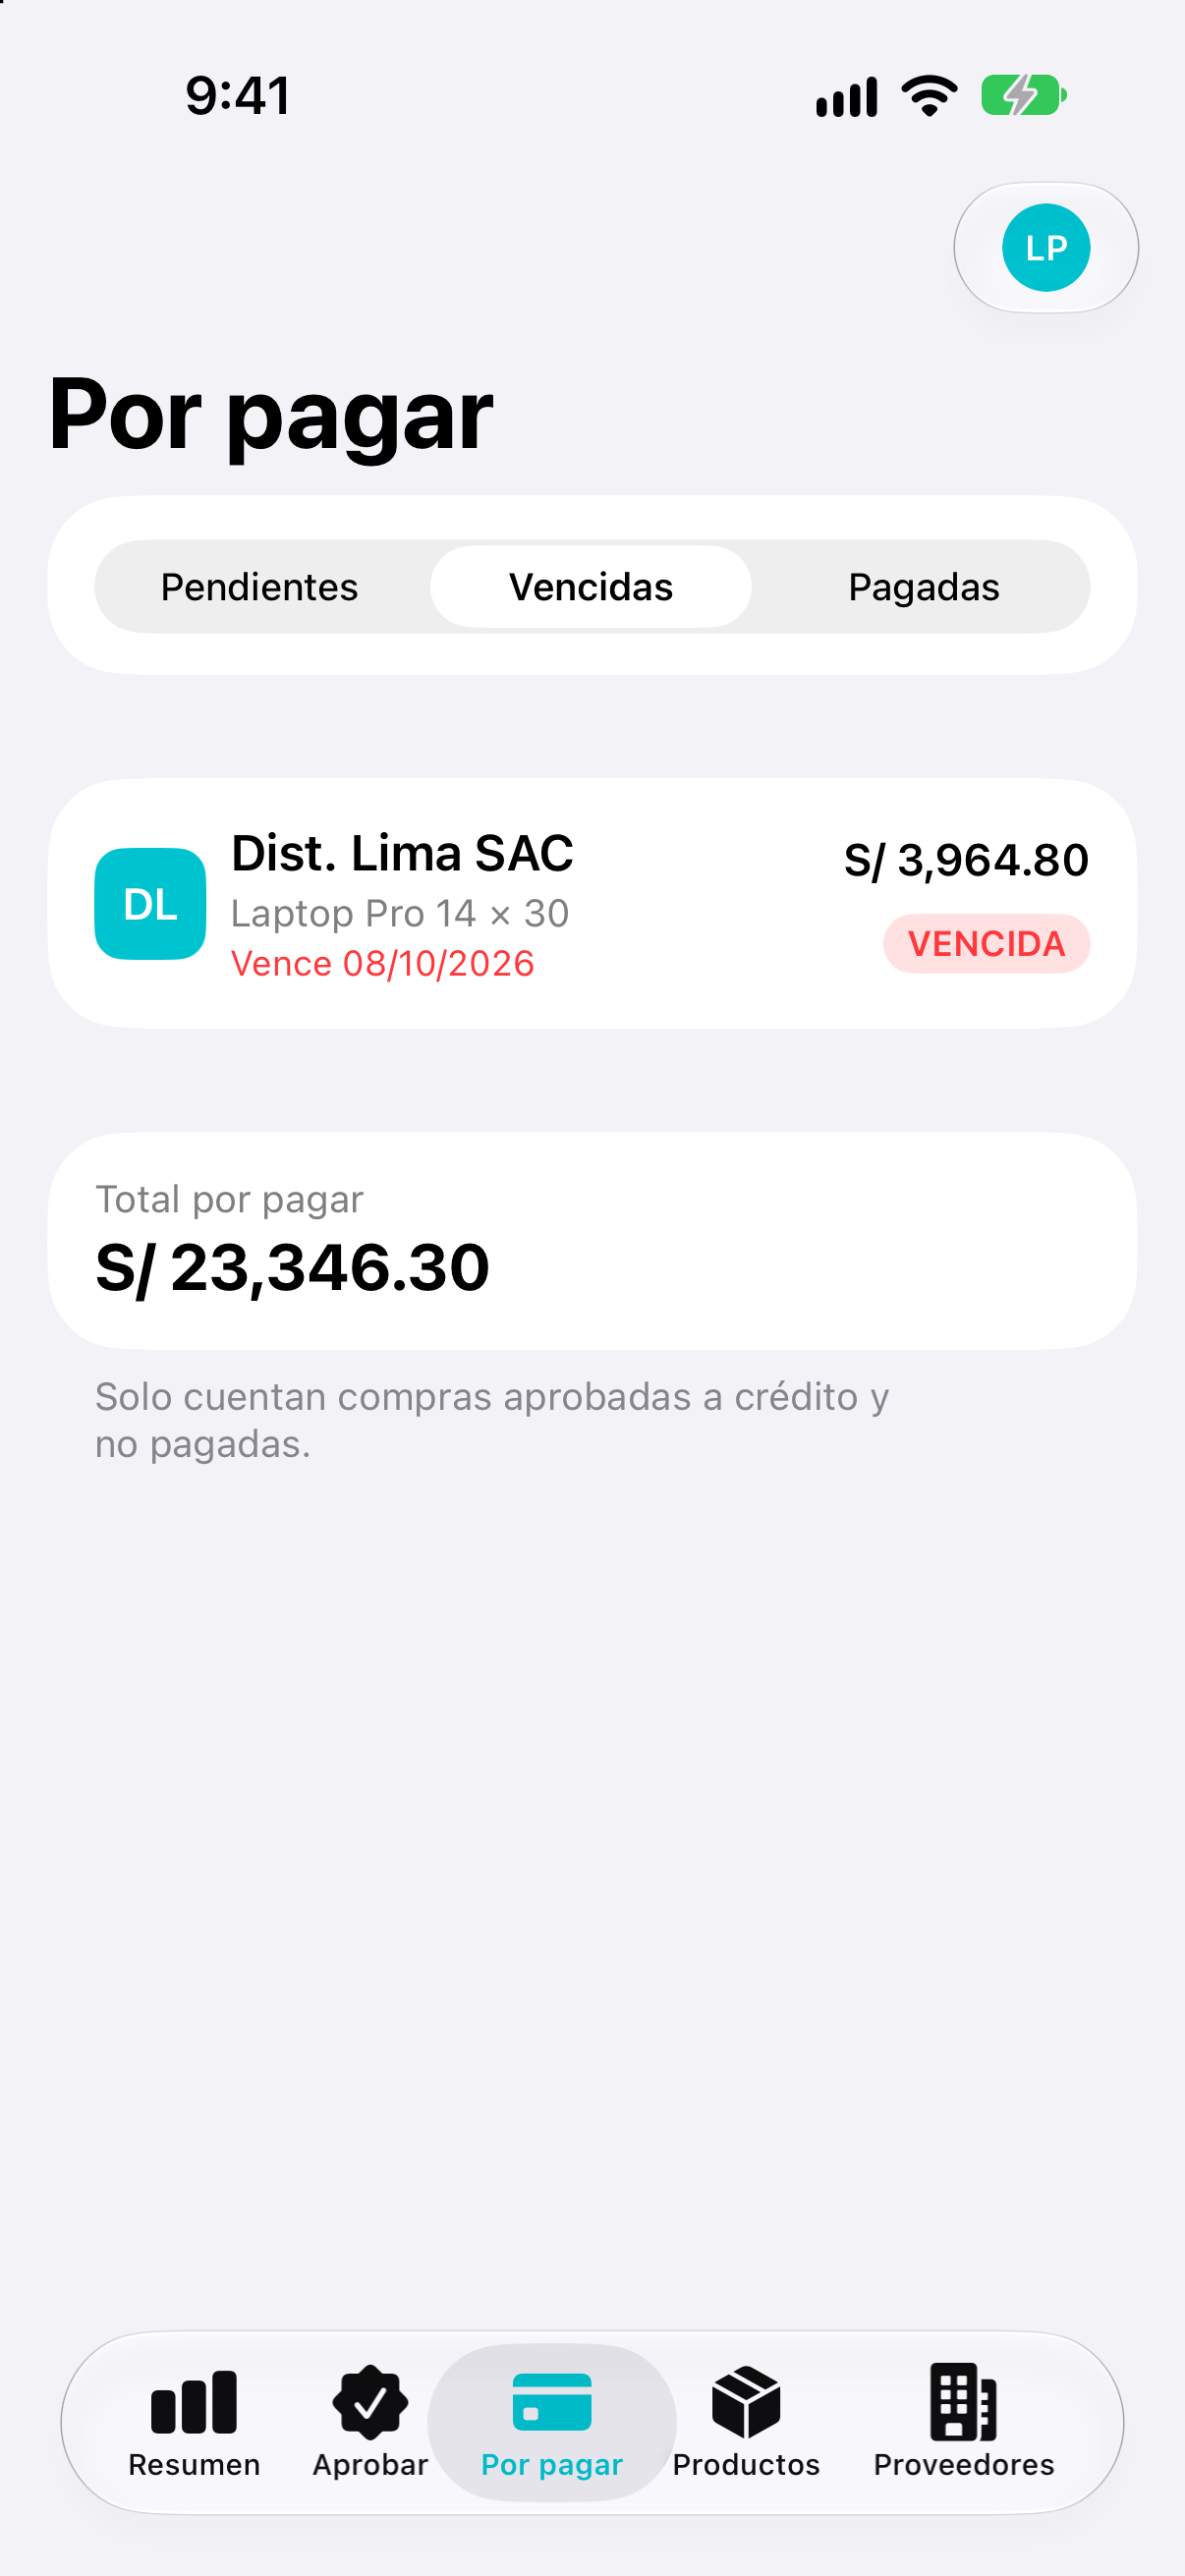 9:41
LP
Por pagar
Pendientes Vencidas Pagadas
DL
Dist. Lima SAC
Laptop Pro 14 × 30
Vence 08/10/2026
S/ 3,964.80
VENCIDA
Total por pagar
S/ 23,346.30
Solo cuentan compras aprobadas a crédito y
no pagadas.
Resumen Aprobar Por pagar Productos Proveedores